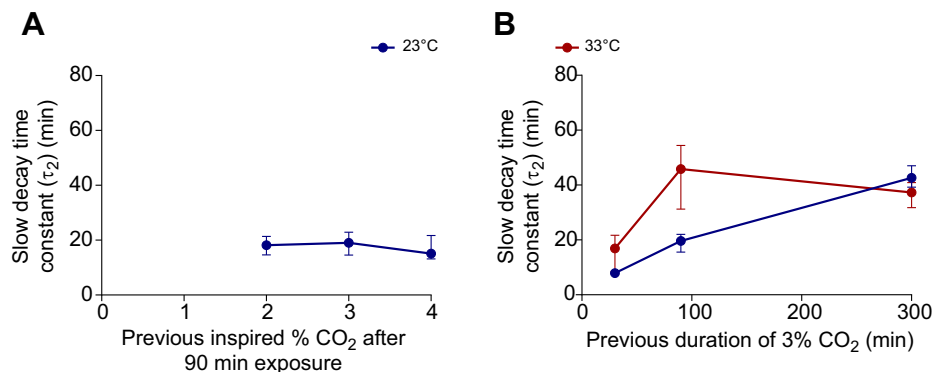 A
23°C
Slow decay time
constant (τ2) (min)
80
60
40
20
0
0 1 2 3 4
Previous inspired % CO2 after
90 min exposure
B
33°C
Slow decay time
constant (τ2) (min)
80
60
40
20
0
0 100 200 300
Previous duration of 3% CO2 (min)